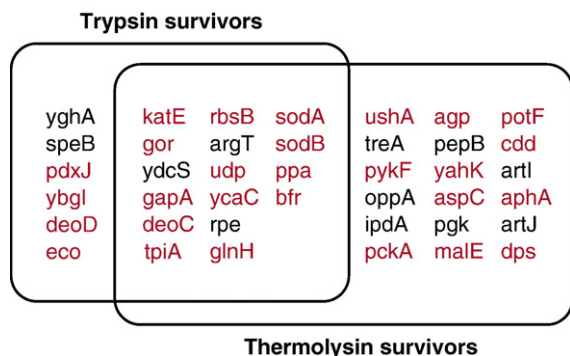 Trypsin survivors
yghA katE rbsB sodA ushA agp potF
speB gor argT sodB treA pepB cdd
pdxJ ydcS udp ppa pykF yahK artI
ybgI gapA ycaC bfr oppA aspC aphA
deoD deoC rpe ipdA pgk artJ
eco tpiA glnH pckA malE dps
Thermolysin survivors